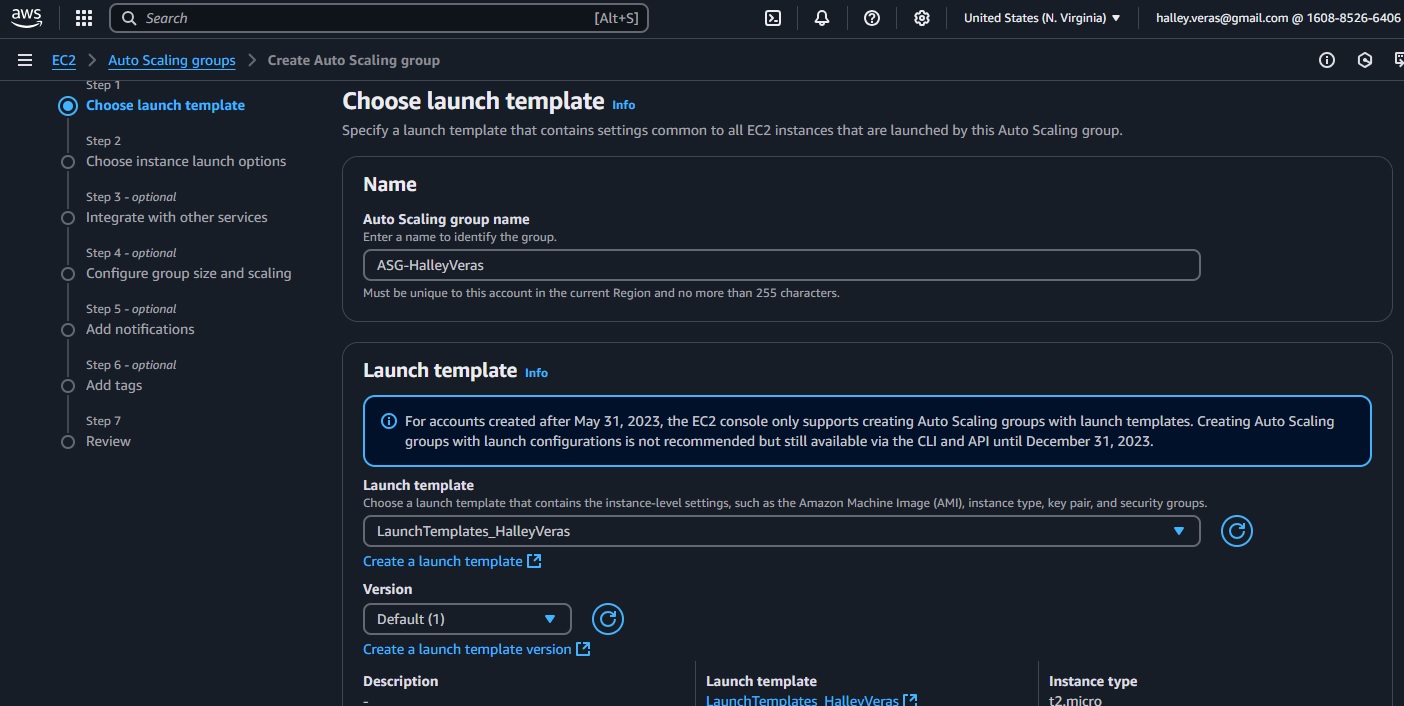 aws
Search [Alt+S]
United States (N. Virginia) ▼ halley.veras@gmail.com @ 1608-8526-6406
EC2 > Auto Scaling groups > Create Auto Scaling group
Step 1
Choose launch template
Step 2
Choose instance launch options
Step 3 - optional
Integrate with other services
Step 4 - optional
Configure group size and scaling
Step 5 - optional
Add notifications
Step 6 - optional
Add tags
Step 7
Review
Choose launch template Info
Specify a launch template that contains settings common to all EC2 instances that are launched by this Auto Scaling group.
Name
Auto Scaling group name
Enter a name to identify the group.
ASG-HalleyVeras
Must be unique to this account in the current Region and no more than 255 characters.
Launch template Info
For accounts created after May 31, 2023, the EC2 console only supports creating Auto Scaling groups with launch templates. Creating Auto Scaling
groups with launch configurations is not recommended but still available via the CLI and API until December 31, 2023.
Launch template
Choose a launch template that contains the instance-level settings, such as the Amazon Machine Image (AMI), instance type, key pair, and security groups.
LaunchTemplates_HalleyVeras
Create a launch template
Version
Default (1)
Create a launch template version
Description Launch template Instance type
- LaunchTemplates_HalleyVeras t2.micro